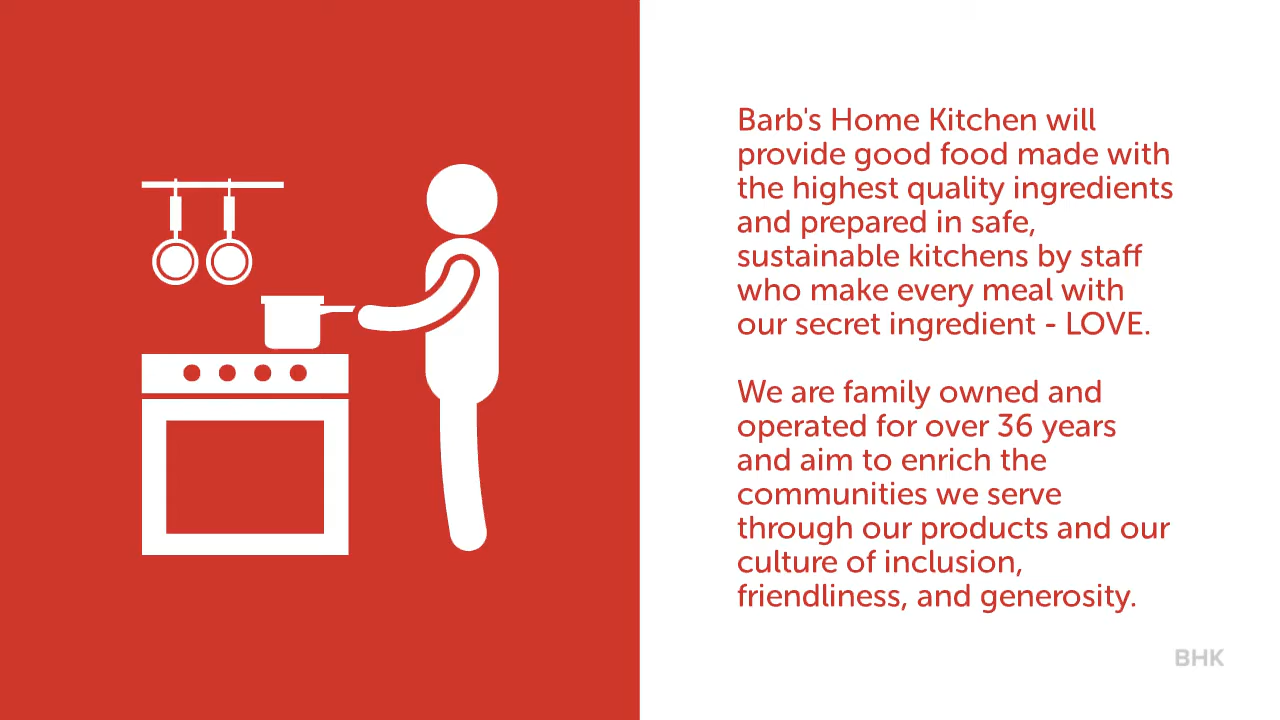 Barb's Home Kitchen will
provide good food made with
the highest quality ingredients
and prepared in safe,
sustainable kitchens by staff
who make every meal with
our secret ingredient - LOVE.
We are family owned and
operated for over 36 years
and aim to enrich the
communities we serve
through our products and our
culture of inclusion,
friendliness, and generosity.
BHK